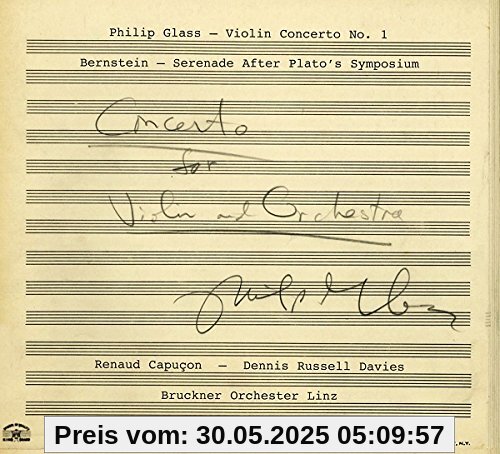 Philip Glass — Violin Concerto No. 1
Bernstein — Serenade After Plato's Symposium
Concerto
for
Violin and Orchestra
Renaud Capuçon — Dennis Russell Davies
Bruckner Orchester Linz
Preis vom: 30.05.2025 05:09:57
N.Y.